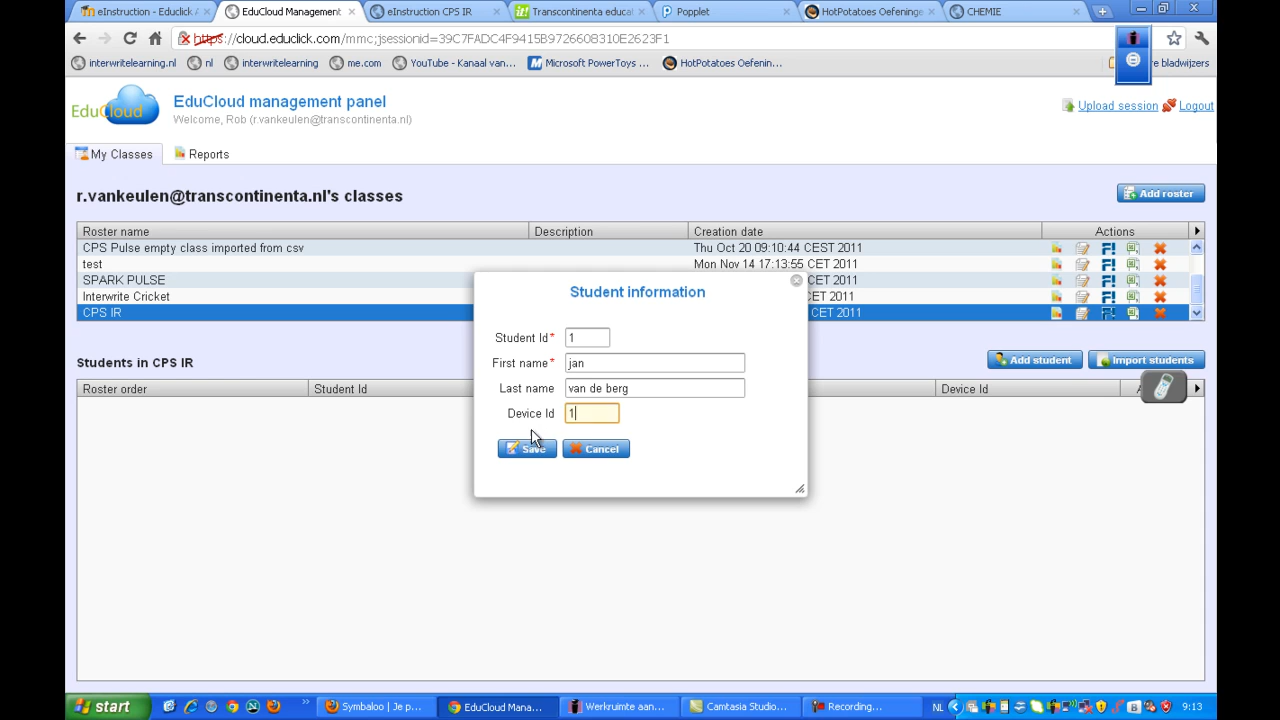 eInstruction - Educlick A
EduCloud Management
eInstruction CPS IR
Transcontinenta educat
Popplet
HotPotatoes Oefeninge
CHEMIE
https://cloud.educlick.com/mmc;jsessionid=39C7FADC4F9415B9726608310E2623F1
interwritelearning.nl
nl
interwritelearning
me.com
YouTube - Kanaal van...
Microsoft PowerToys ...
HotPotatoes Oefenin...
re bladwijzers
EduCloud
EduCloud management panel
Welcome, Rob (r.vankeulen@transcontinenta.nl)
Upload session
Logout
My Classes
Reports
r.vankeulen@transcontinenta.nl's classes
Add roster
Roster name Description Creation date Actions
CPS Pulse empty class imported from csv Thu Oct 20 09:10:44 CEST 2011
test Mon Nov 14 17:13:55 CET 2011
SPARK PULSE CET 2011
Interwrite Cricket CET 2011
CPS IR CET 2011
Student information
Student Id* 1
First name* jan
Last name van de berg
Device Id 1
Save Cancel
Students in CPS IR
Add student
Import students
Roster order Student Id Device Id A
start
Symbaloo | Je p...
EduCloud Mana...
Werkruimte aan...
Camtasia Studio...
Recording...
NL
9:13